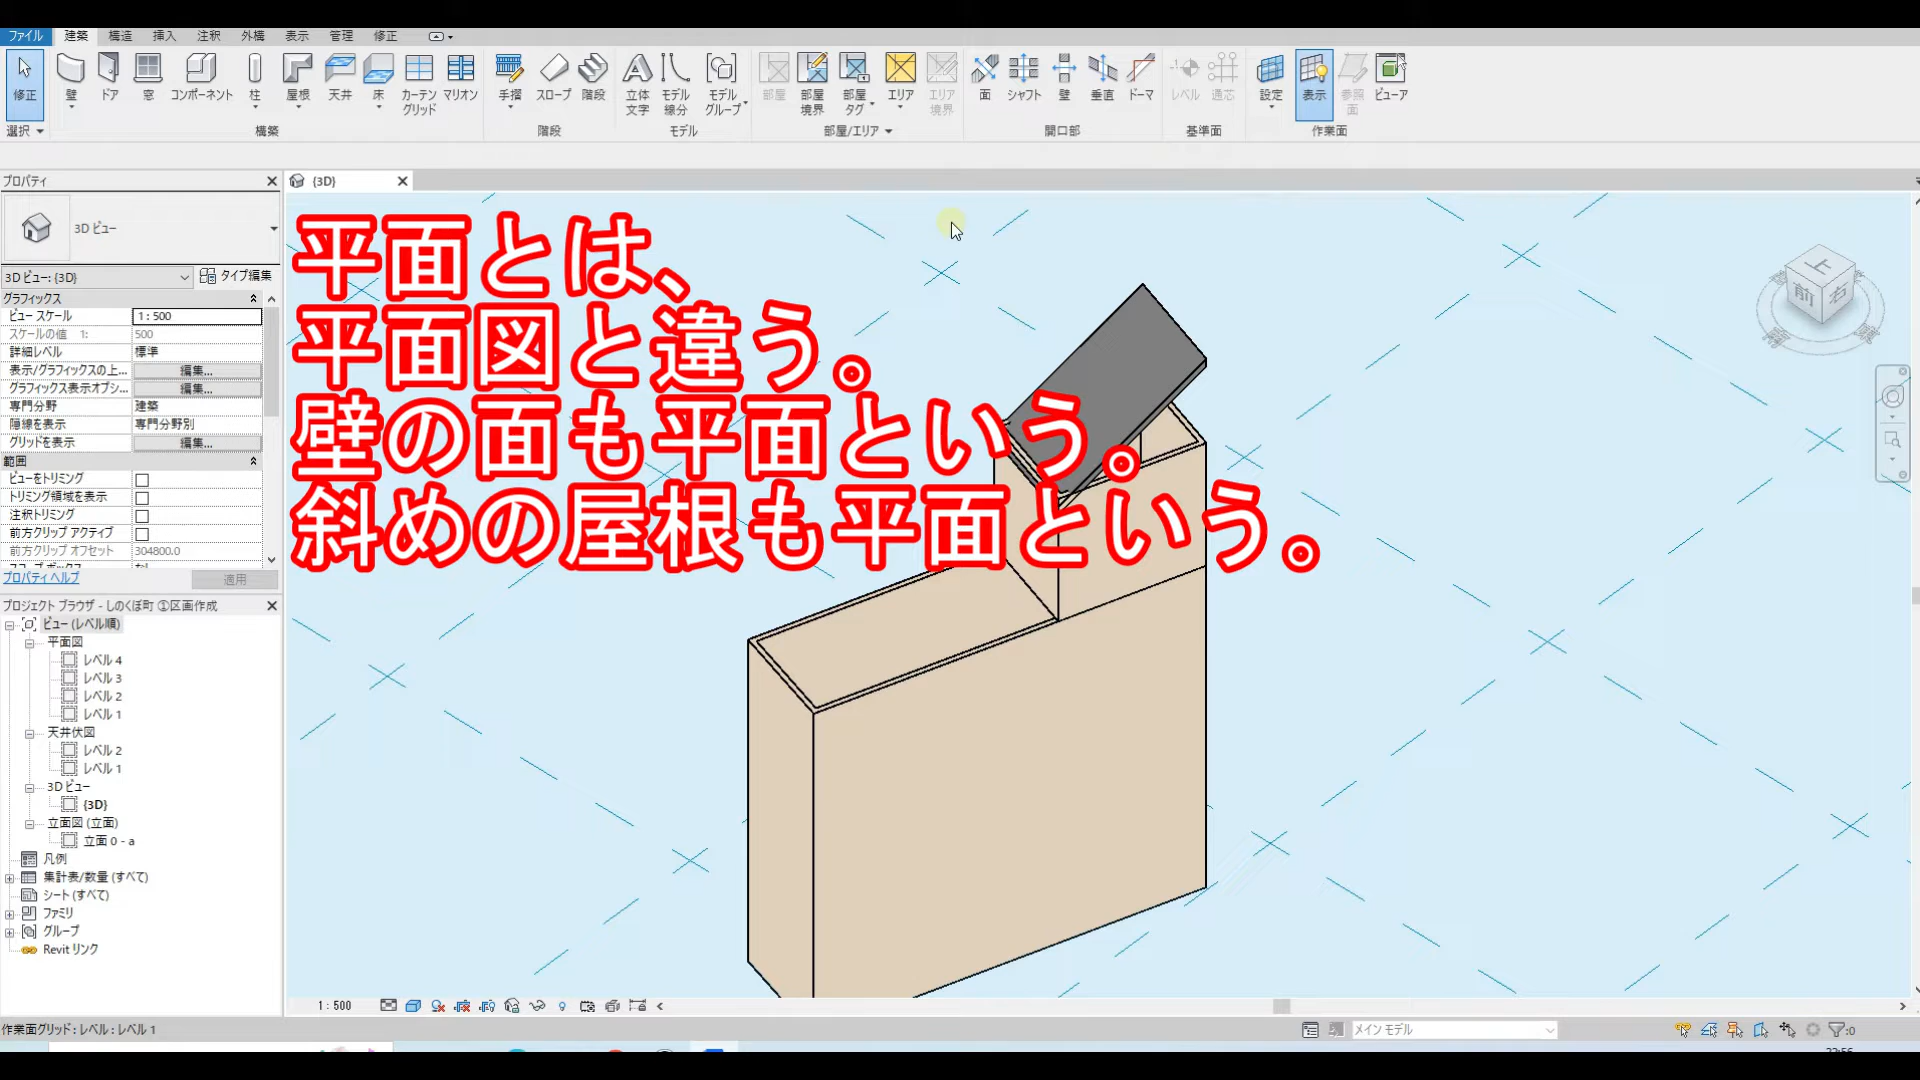 ファイル 建築 構造 挿入 注釈 外構 表示 管理 修正
修正 壁 ドア 窓 コンポーネント 柱 屋根 天井 床 カーテン グリッド マリオン 手摺 スロープ 階段 立体 文字 モデル 線分 モデル グループ 部屋 部屋 境界 部屋 タグ エリア エリア 境界 面 シャフト 壁 垂直 ドーマ レベル 通芯 設定 表示 参照 面 ビューア
選択 構築 階段 モデル 部屋/エリア 開口部 基準面 作業面
プロパティ
{3D}
3D ビュー
3D ビュー: {3D} タイプ編集
グラフィックス
ビュー スケール 1 : 500
スケールの値 1: 500
詳細レベル 標準
表示/グラフィックスの上... 編集...
グラフィックス表示オプシ... 編集...
専門分野 建築
隠線を表示 専門分野別
グリッドを表示 編集...
範囲
ビューをトリミング
トリミング領域を表示
注釈トリミング
前方クリップ アクティブ
前方クリップ オフセット 304800.0
プロパティ ヘルプ 適用
プロジェクト ブラウザ - しのくぼ町 ①区画作成
ビュー (レベル順)
平面図
レベル 4
レベル 3
レベル 2
レベル 1
天井伏図
レベル 2
レベル 1
3D ビュー
{3D}
立面図 (立面)
立面 0 - a
凡例
集計表/数量 (すべて)
シート (すべて)
ファミリ
グループ
Revit リンク
平面とは、
平面図と違う。
壁の面も平面という。
斜めの屋根も平面という。
上 前 右
1 : 500
作業面グリッド : レベル : レベル 1
メイン モデル
:0